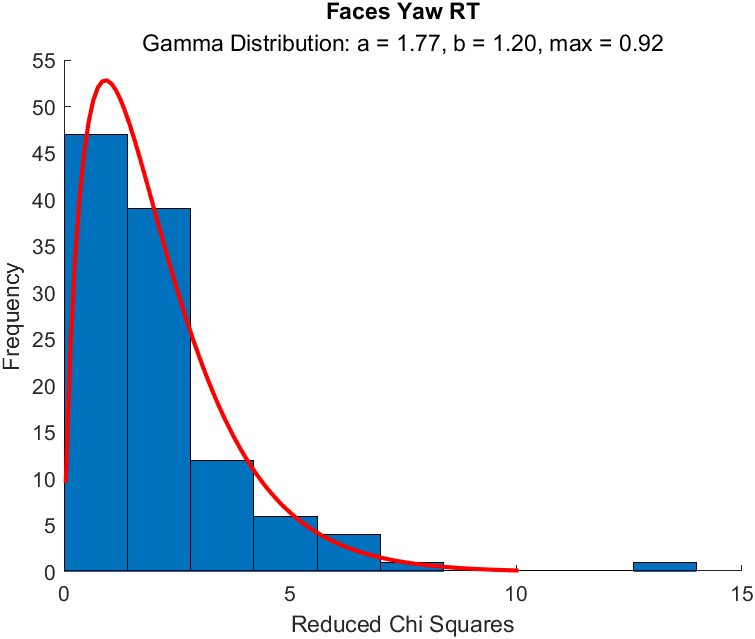 Faces Yaw RT
Gamma Distribution: a = 1.77, b = 1.20, max = 0.92
55
50
45
40
35
30
25
20
15
10
5
0
Frequency
0 5 10 15
Reduced Chi Squares